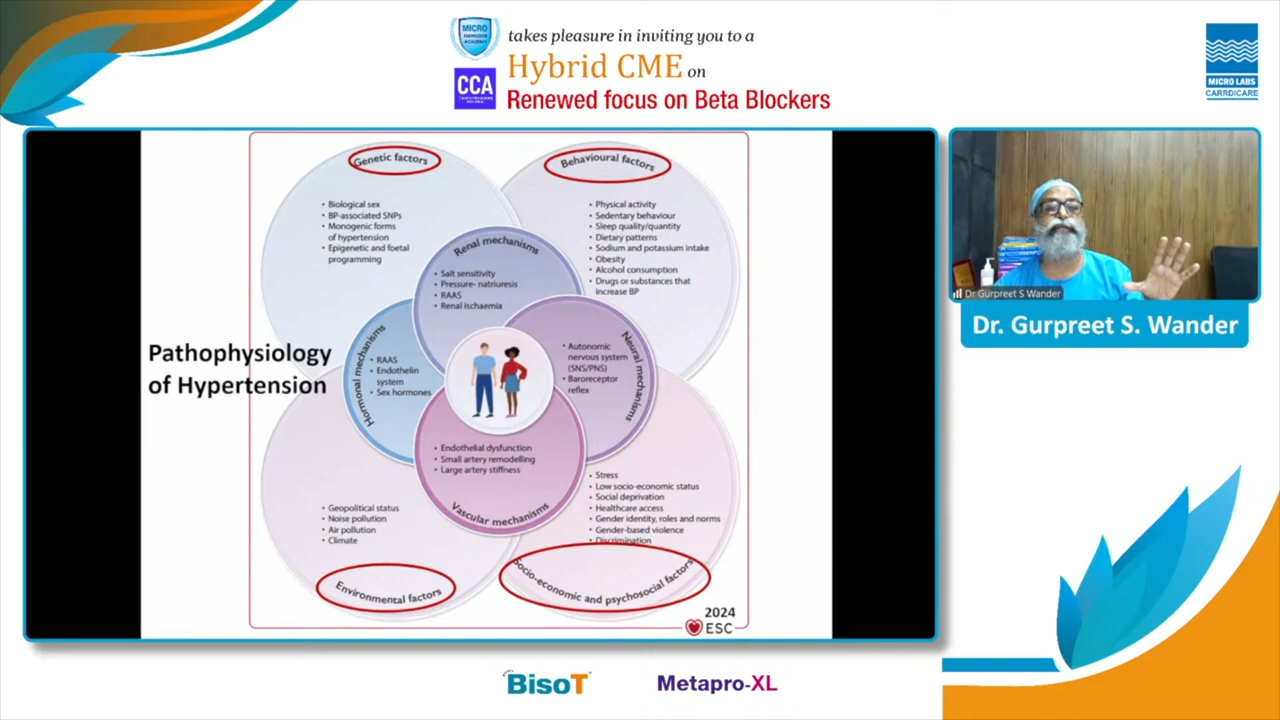 MICRO
KNOWLEDGE
ACADEMY
takes pleasure in inviting you to a
CCA
Hybrid CME on
Renewed focus on Beta Blockers
MICRO LABS
CARRDICARE
Genetic factors
• Biological sex
• BP-associated SNPs
• Monogenic forms
of hypertension
• Epigenetic and foetal
programming
Behavioural factors
• Physical activity
• Sedentary behaviour
• Sleep quality/quantity
• Dietary patterns
• Sodium and potassium intake
• Obesity
• Alcohol consumption
• Drugs or substances that
increase BP
Renal mechanisms
• Salt sensitivity
• Pressure- natriuresis
• RAAS
• Renal ischaemia
Pathophysiology
of Hypertension
Hormonal mechanisms
• RAAS
• Endothelin
system
• Sex hormones
Neural mechanisms
• Autonomic
nervous system
(SNS/PNS)
• Baroreceptor
reflex
• Endothelial dysfunction
• Small artery remodelling
• Large artery stiffness
Vascular mechanisms
• Geopolitical status
• Noise pollution
• Air pollution
• Climate
Environmental factors
• Stress
• Low socio-economic status
• Social deprivation
• Healthcare access
• Gender identity, roles and norms
• Gender-based violence
• Discrimination
Socio-economic and psychosocial factors
2024
ESC
Dr Gurpreet S Wander
Dr. Gurpreet S. Wander
BisoT
Metapro-XL